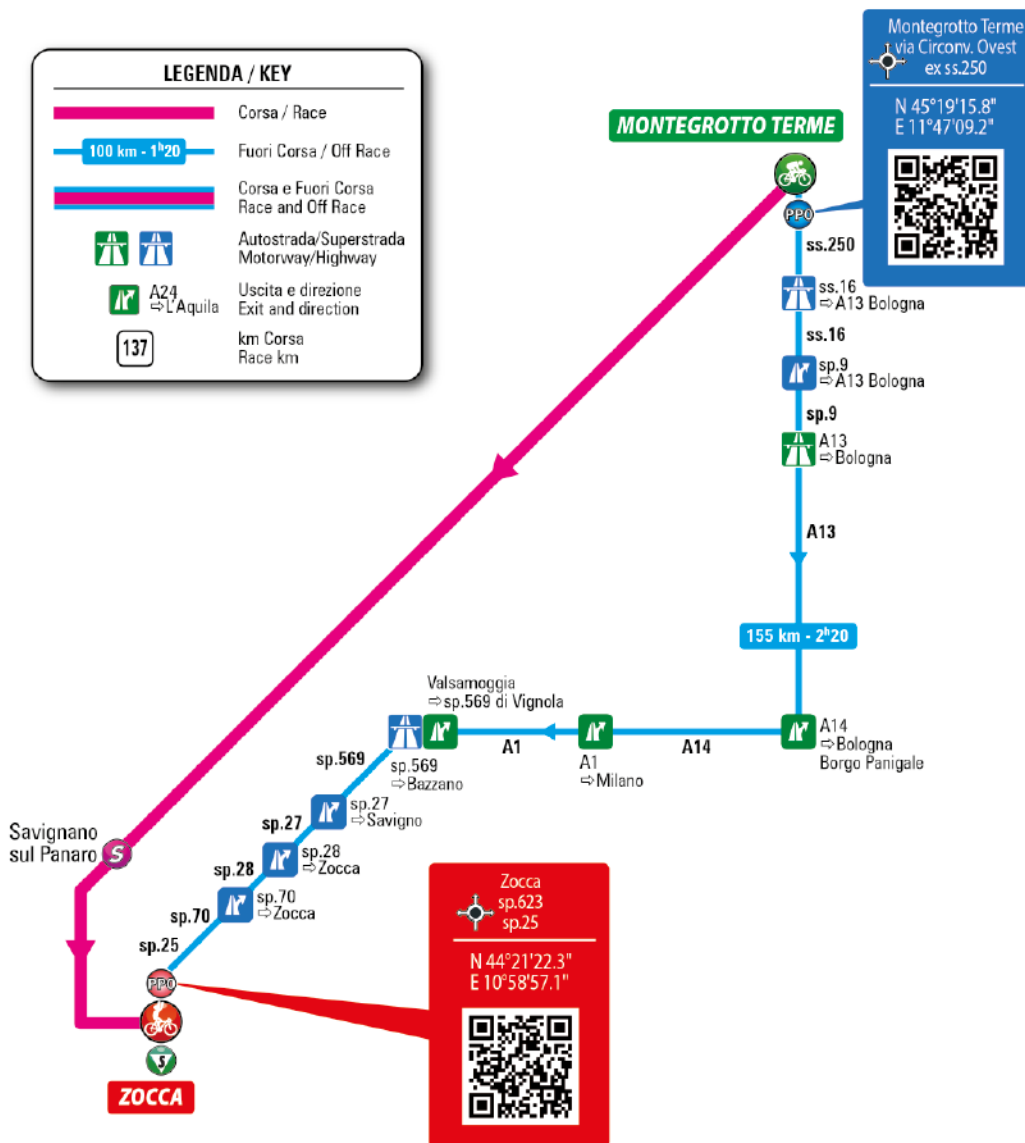 LEGENDA / KEY
Corsa / Race
100 km - 1h20
Fuori Corsa / Off Race
Corsa e Fuori Corsa
Race and Off Race
Autostrada/Superstrada
Motorway/Highway
A24
⇨L'Aquila
Uscita e direzione
Exit and direction
137
km Corsa
Race km
MONTEGROTTO TERME
Montegrotto Terme
via Circonv. Ovest
ex ss.250
N 45°19'15.8"
E 11°47'09.2"
PPO
ss.250
ss.16
⇨A13 Bologna
ss.16
sp.9
⇨A13 Bologna
sp.9
A13
⇨Bologna
A13
155 km - 2h20
A14
⇨Bologna
Borgo Panigale
A14
A1
⇨Milano
A1
Valsamoggia
⇨sp.569 di Vignola
sp.569
⇨Bazzano
sp.569
sp.27
⇨Savigno
sp.27
sp.28
⇨Zocca
sp.28
sp.70
⇨Zocca
sp.70
sp.25
Savignano
sul Panaro
S
PPO
S
ZOCCA
Zocca
sp.623
sp.25
N 44°21'22.3"
E 10°58'57.1"